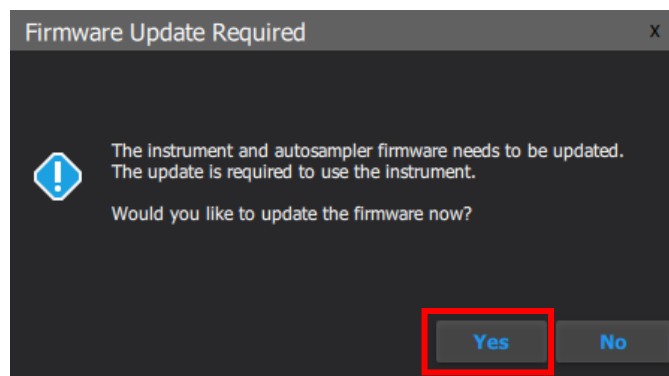 Firmware Update Required
x
The instrument and autosampler firmware needs to be updated.
The update is required to use the instrument.
Would you like to update the firmware now?
Yes No